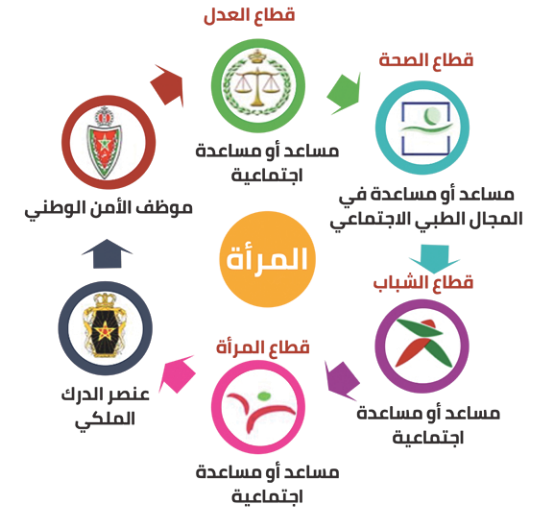 قطاع العدل
مساعد أو مساعدة
اجتماعية
قطاع الصحة
مساعد أو مساعدة في
المجال الطبي الاجتماعي
قطاع الشباب
مساعد أو مساعدة
اجتماعية
قطاع المرأة
مساعد أو مساعدة
اجتماعية
عنصر الدرك
الملكي
موظف الأمن الوطني
المرأة